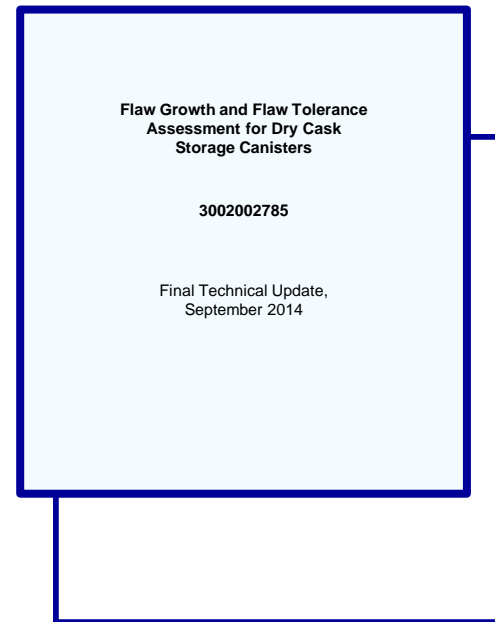 Flaw Growth and Flaw Tolerance
Assessment for Dry Cask
Storage Canisters
3002002785
Final Technical Update,
September 2014